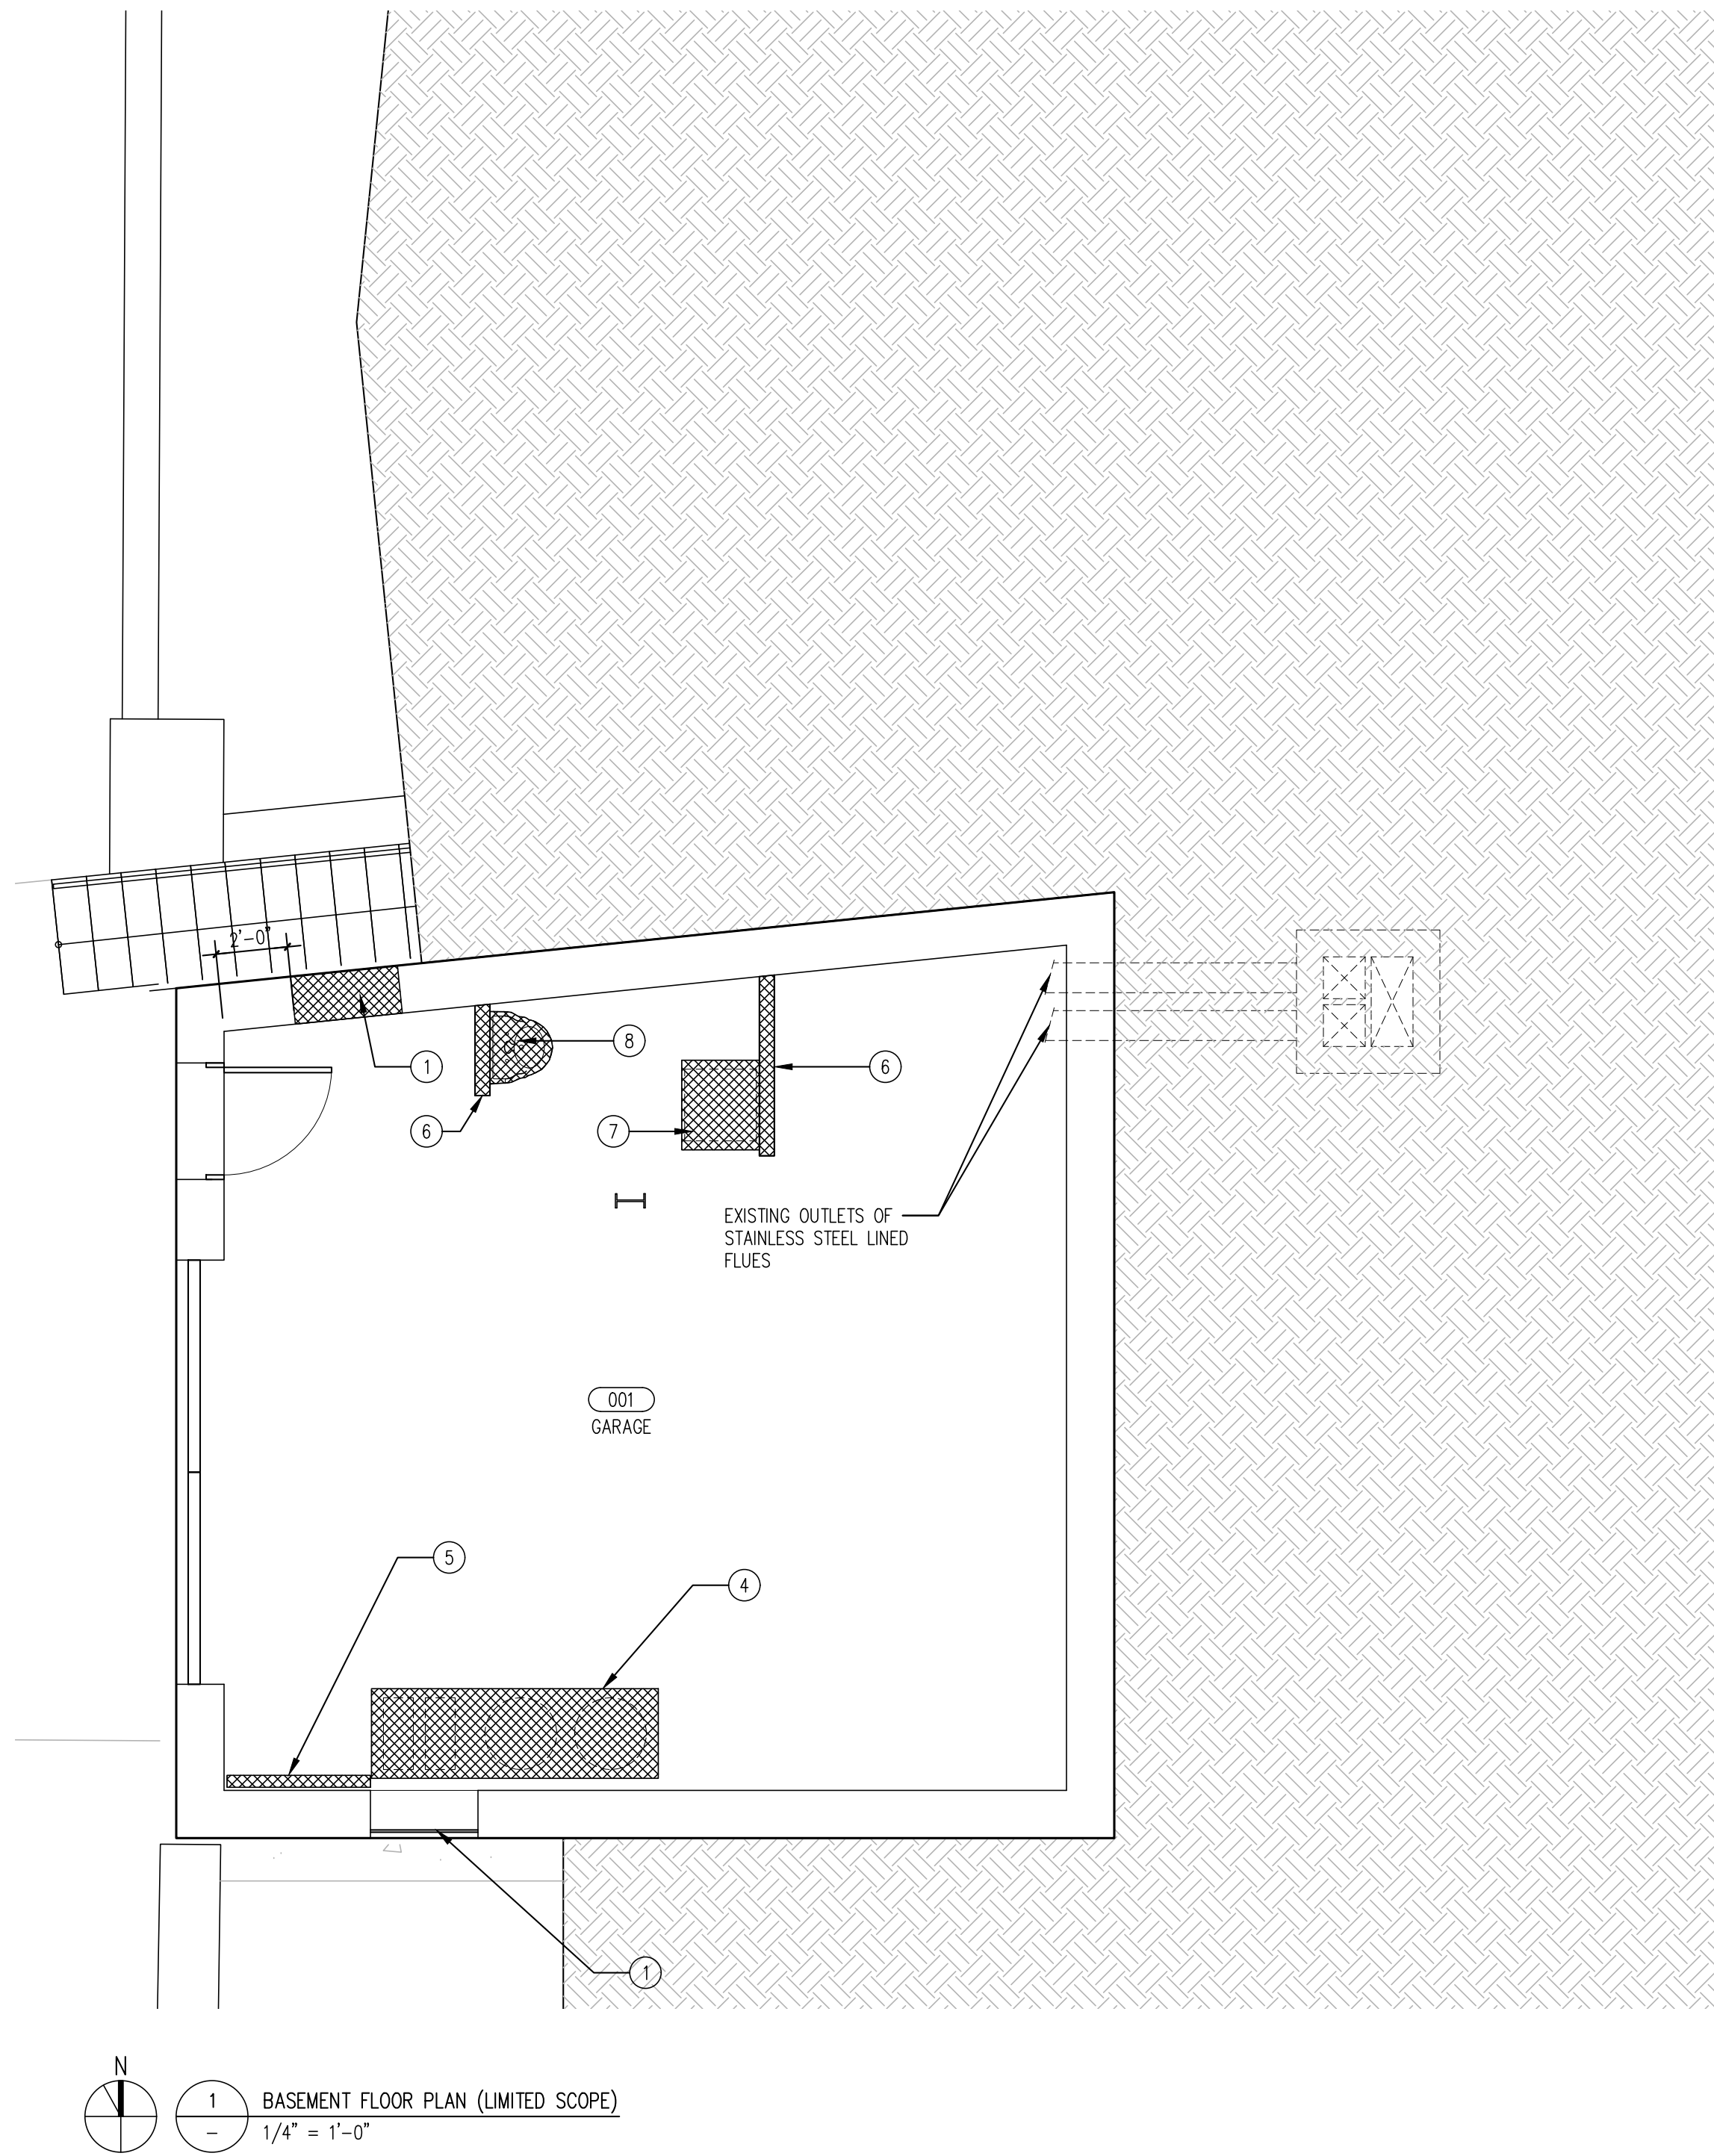 2'-0"
1
8
6
6
7
EXISTING OUTLETS OF
STAINLESS STEEL LINED
FLUES
001
GARAGE
5
4
1
N
1
BASEMENT FLOOR PLAN (LIMITED SCOPE)
-
1/4" = 1'-0"